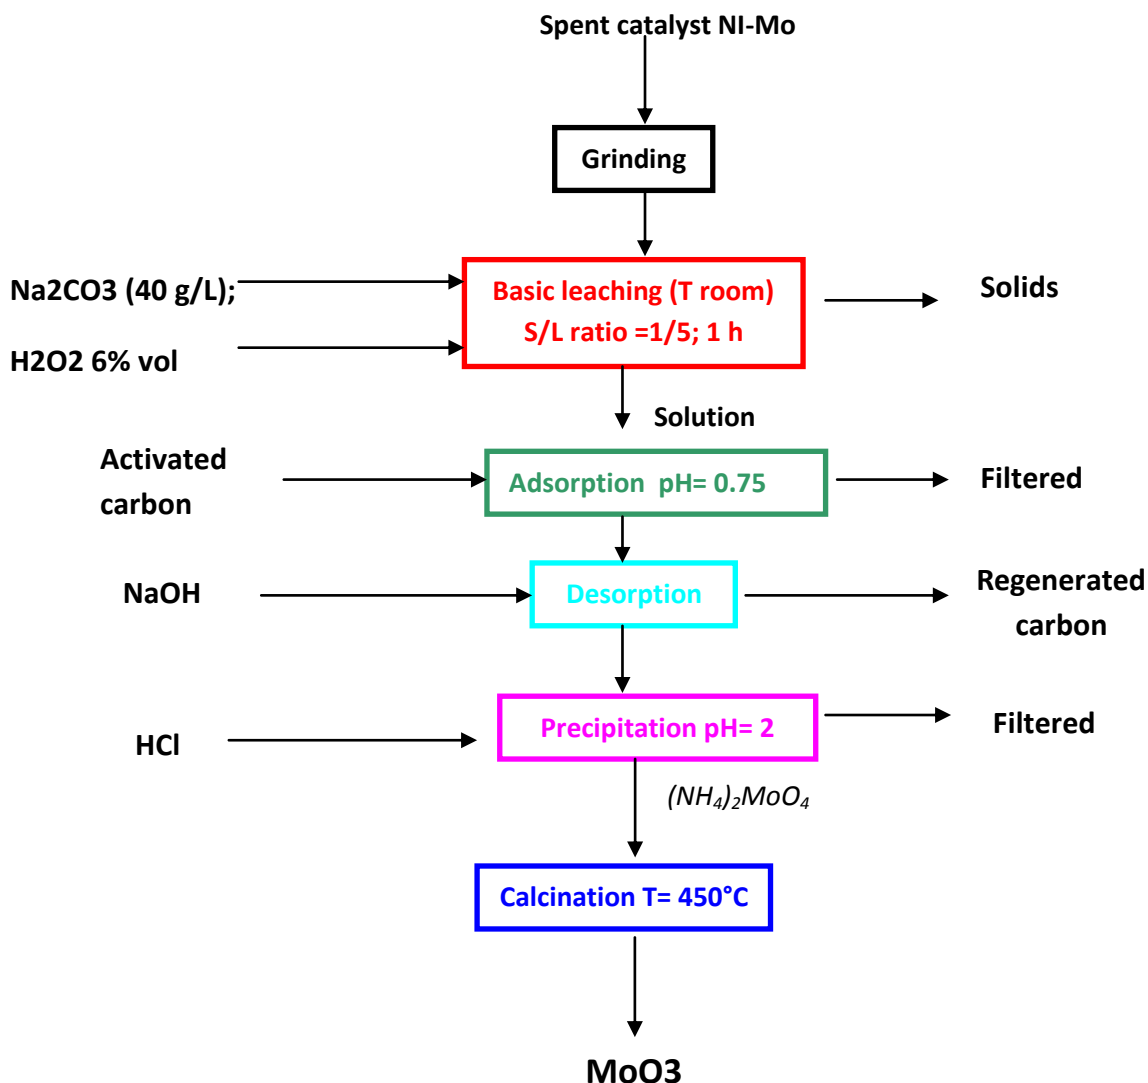 Spent catalyst NI-Mo
Grinding
Na2CO3 (40 g/L);
H2O2 6% vol
Basic leaching (T room)
S/L ratio =1/5; 1 h
Solids
Solution
Activated
carbon
Adsorption pH= 0.75
Filtered
NaOH
Desorption
Regenerated
carbon
HCl
Precipitation pH= 2
Filtered
(NH₄)₂MoO₄
Calcination T= 450°C
MoO3